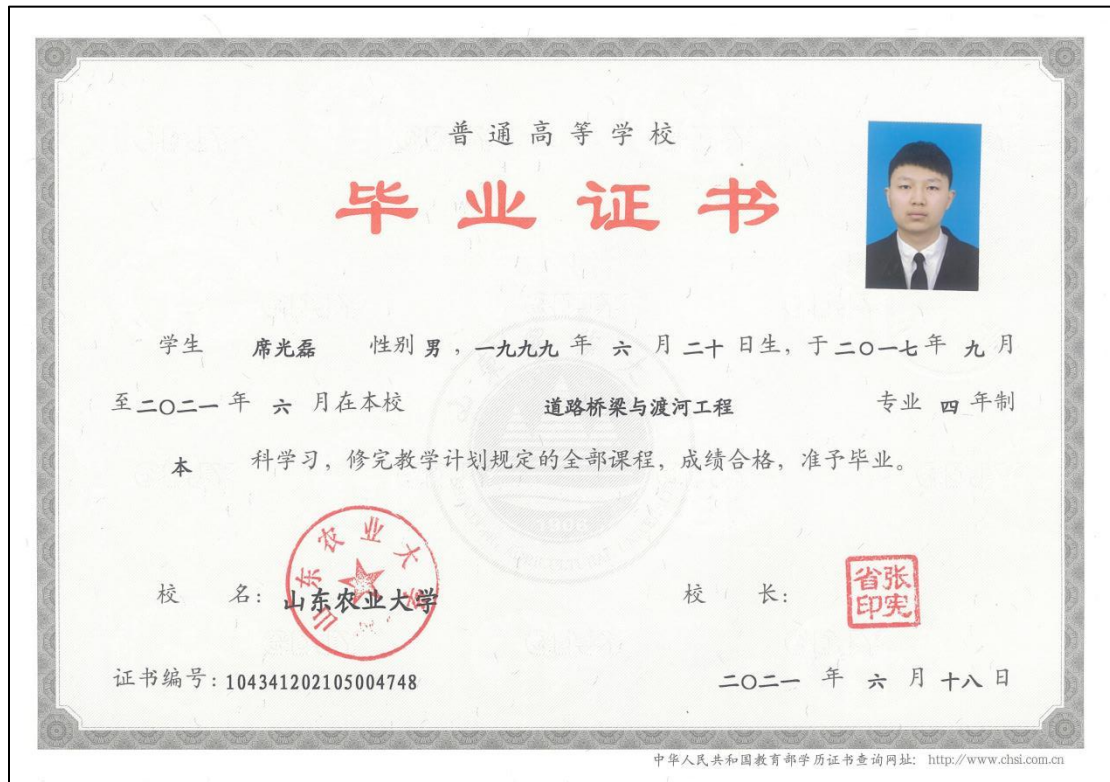 普通高等学校
毕业证书
学生 席光磊 性别 男，一九九九 年 六 月 二十 日生，于二〇一七年 九 月
至二〇二一 年 六 月在本校 道路桥梁与渡河工程 专业 四 年制
本 科学习，修完教学计划规定的全部课程，成绩合格，准予毕业。
山东农业大学
校 名：山东农业大学 校 长：
张宪省印
1906
证书编号：104341202105004748 二〇二一 年 六 月 十八 日
中华人民共和国教育部学历证书查询网址： http://www.chsi.com.cn